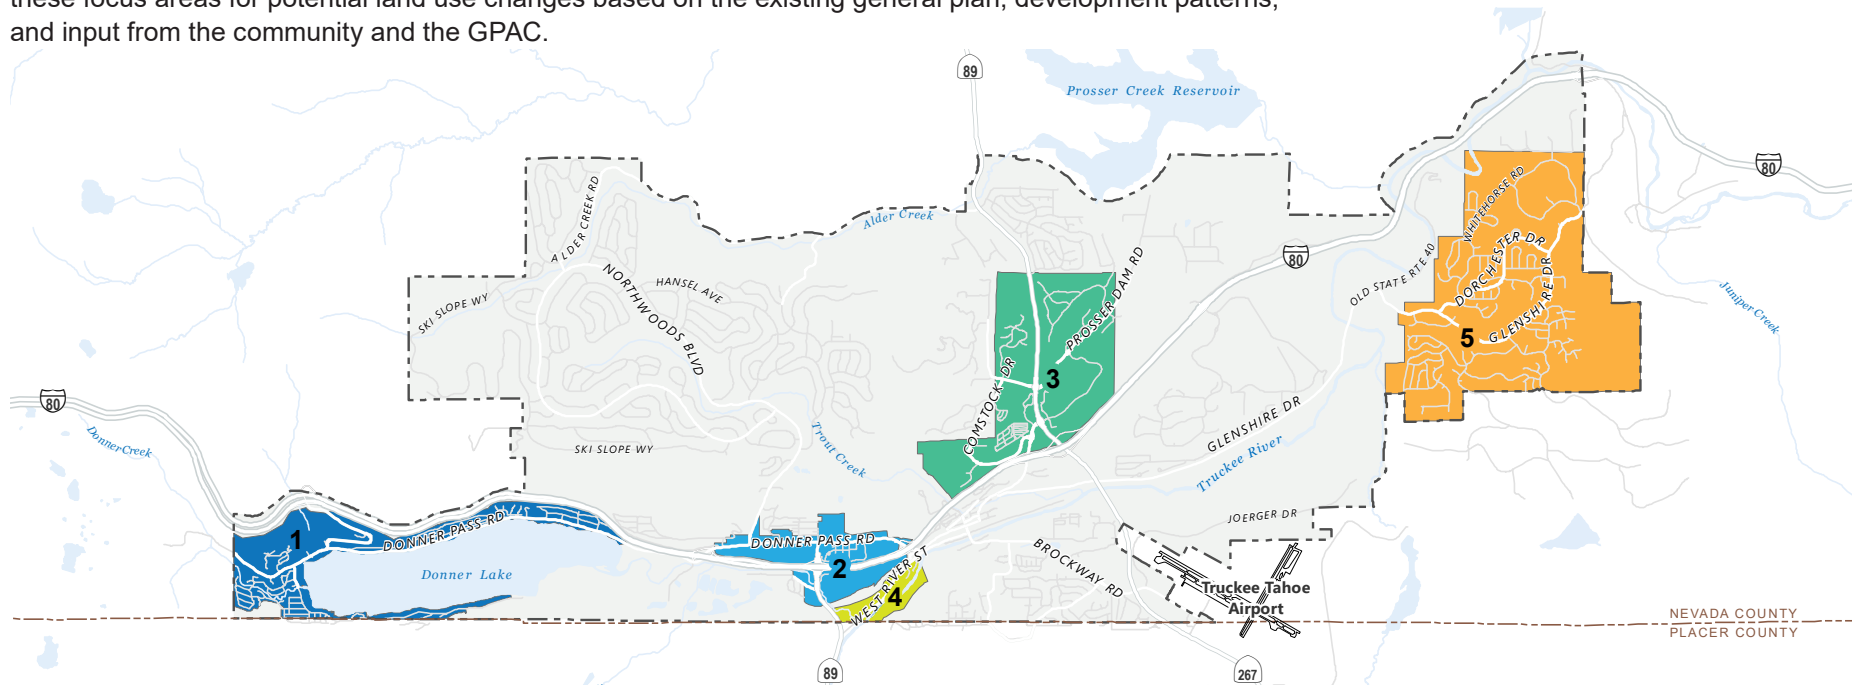 these focus areas for potential land use changes based on the existing general plan, development patterns,
and input from the community and the GPAC.
89
Prosser Creek Reservoir
80
ALDER CREEK RD
Alder Creek
WHITEHORSE RD
80
OLD STATE RTE 40
DORCHESTER DR
GLENSHIRE DR
5
Juniper Creek
SKI SLOPE WY
NORTHWOODS BLVD
HANSEL AVE
PROSSER DAM RD
3
COMSTOCK DR
80
Donner Creek
SKI SLOPE WY
Trout Creek
GLENSHIRE DR
Truckee River
JOERGER DR
1
DONNER PASS RD
Donner Lake
DONNER PASS RD
2
WEST RIVER ST
4
BROCKWAY RD
Truckee Tahoe
Airport
NEVADA COUNTY
PLACER COUNTY
89
267